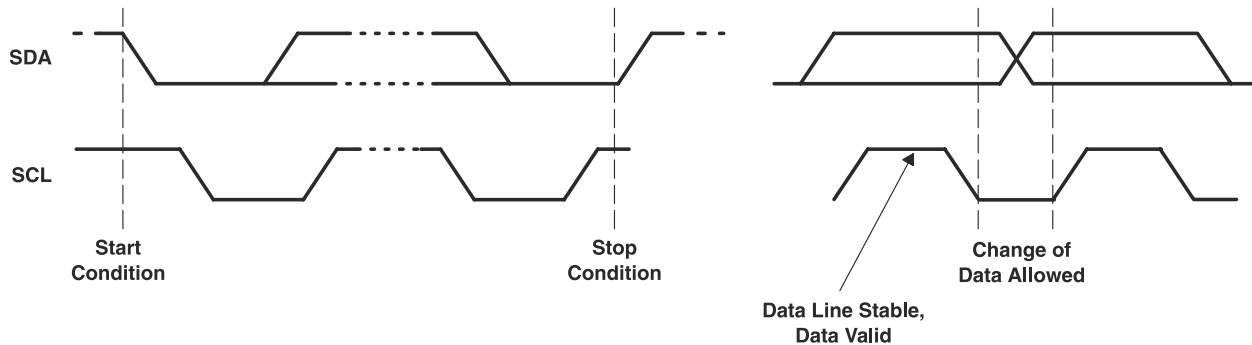 SDA
SCL
Start
Condition
Stop
Condition
Change of
Data Allowed
Data Line Stable,
Data Valid